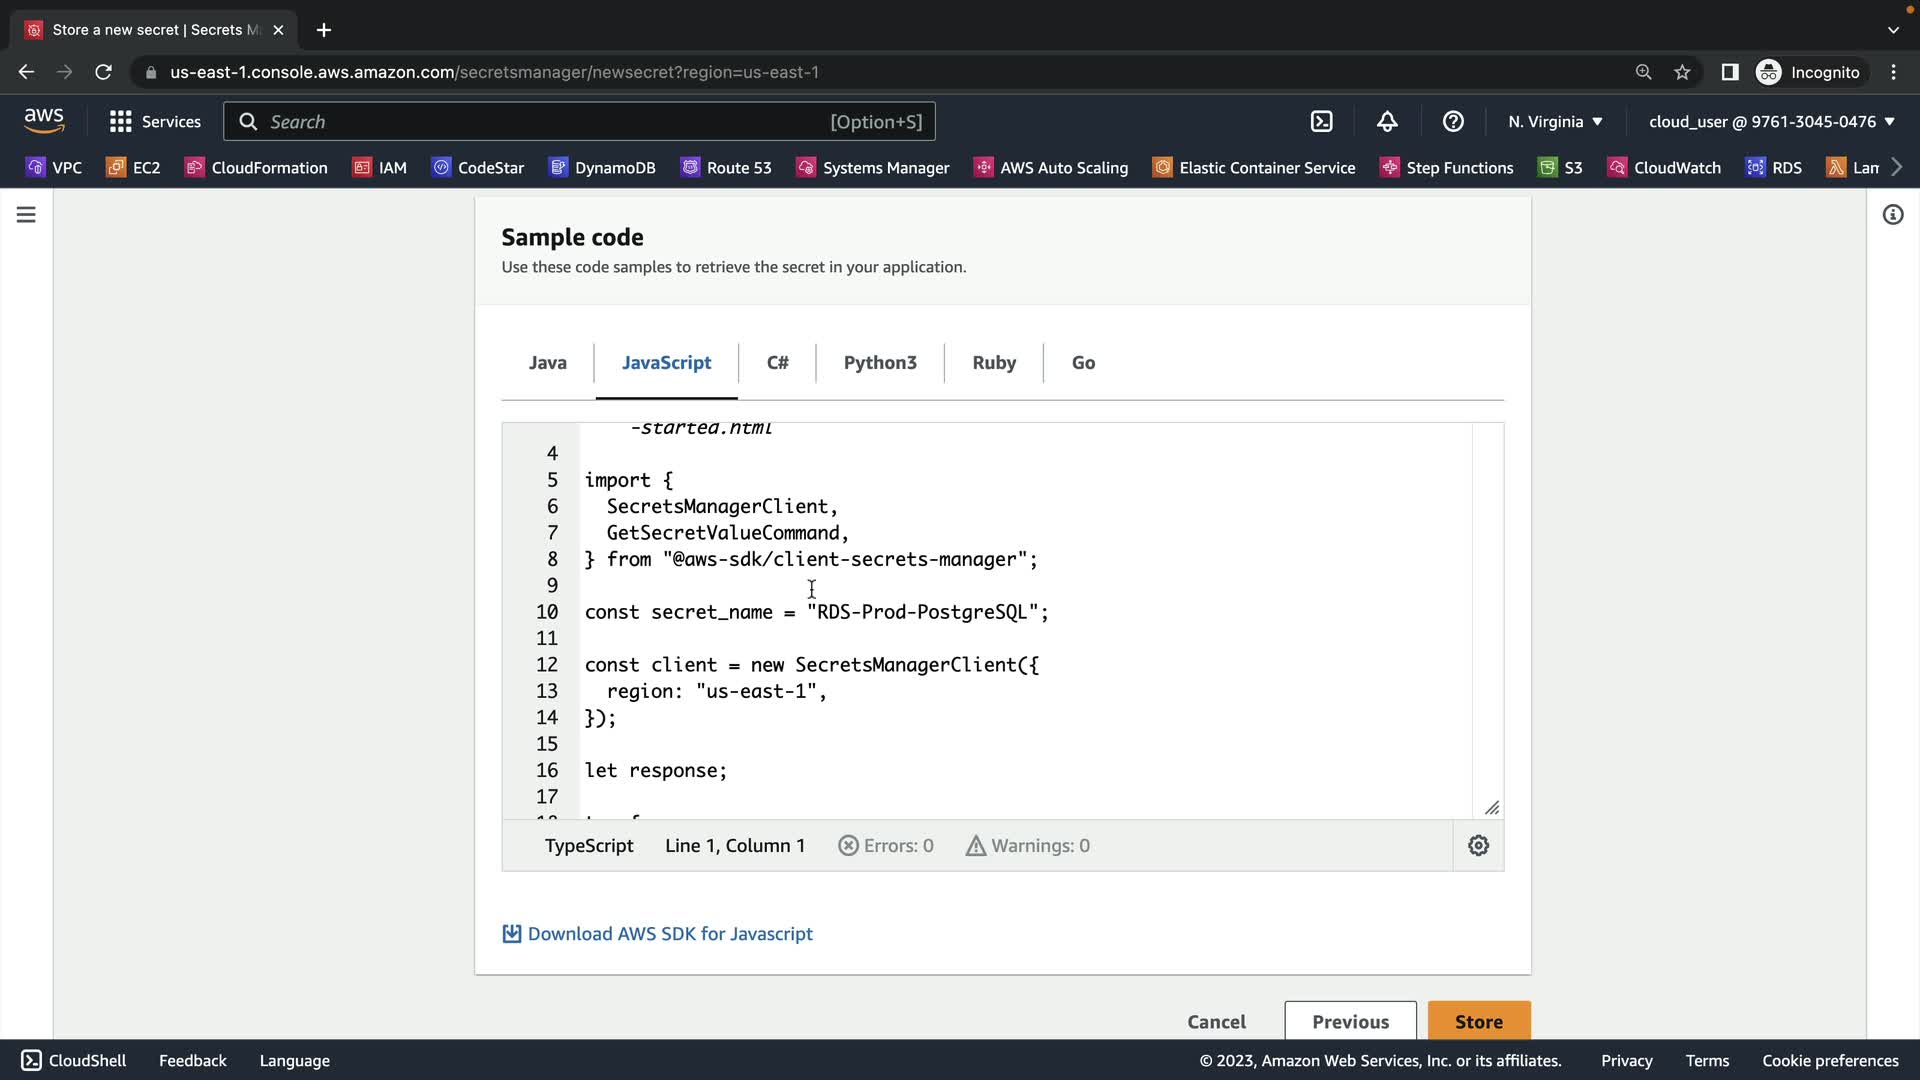 Store a new secret | Secrets M
us-east-1.console.aws.amazon.com/secretsmanager/newsecret?region=us-east-1
Incognito
aws
Services
Search
[Option+S]
N. Virginia
cloud_user @ 9761-3045-0476
VPC
EC2
CloudFormation
IAM
CodeStar
DynamoDB
Route 53
Systems Manager
AWS Auto Scaling
Elastic Container Service
Step Functions
S3
CloudWatch
RDS
Lam
Sample code
Use these code samples to retrieve the secret in your application.
Java
JavaScript
C#
Python3
Ruby
Go
-started.html
4
5 import {
6 SecretsManagerClient,
7 GetSecretValueCommand,
8 } from "@aws-sdk/client-secrets-manager";
9
10 const secret_name = "RDS-Prod-PostgreSQL";
11
12 const client = new SecretsManagerClient({
13 region: "us-east-1",
14 });
15
16 let response;
17
TypeScript
Line 1, Column 1
Errors: 0
Warnings: 0
Download AWS SDK for Javascript
Cancel
Previous
Store
CloudShell
Feedback
Language
© 2023, Amazon Web Services, Inc. or its affiliates.
Privacy
Terms
Cookie preferences